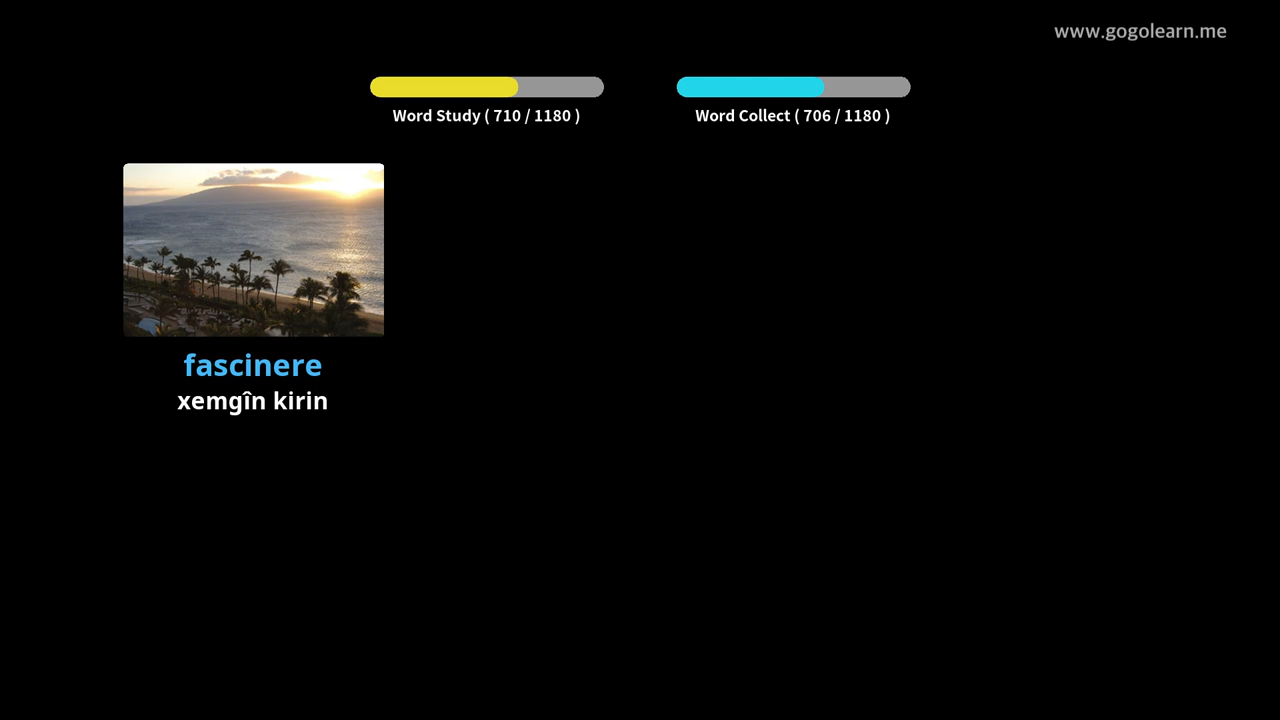 www.gogolearn.me
Word Study ( 710 / 1180 )
Word Collect ( 706 / 1180 )
fascinere
xemgîn kirin